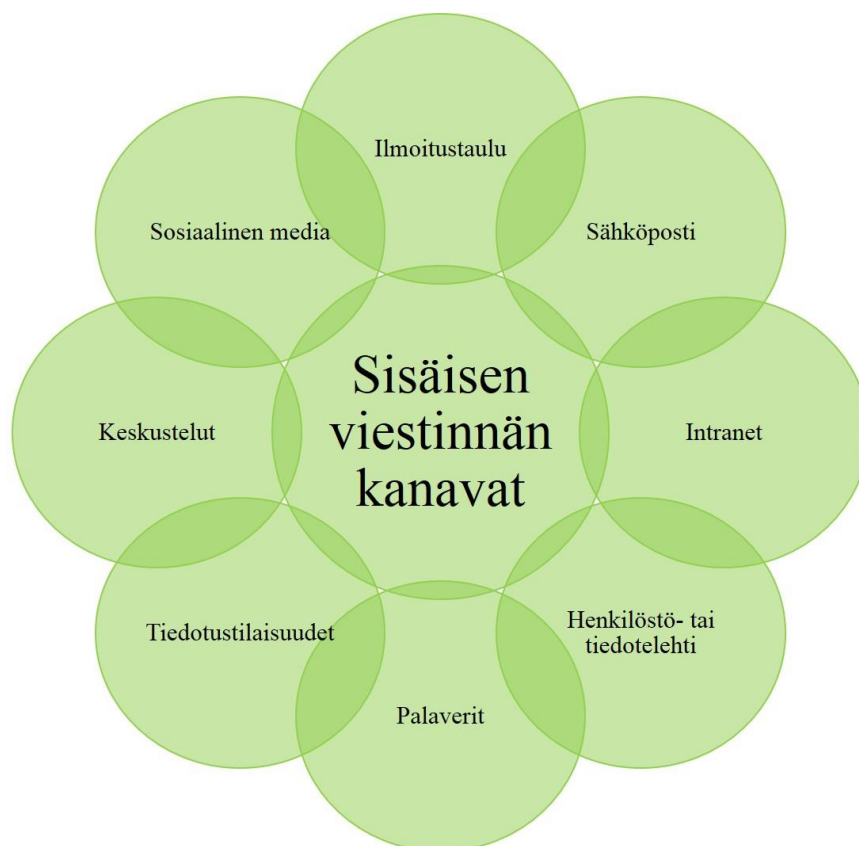 Ilmoitustaulu
Sosiaalinen media
Sähköposti
Sisäisen
viestinnän
kanavat
Keskustelut
Intranet
Tiedotustilaisuudet
Henkilöstö- tai
tiedotelehti
Palaverit